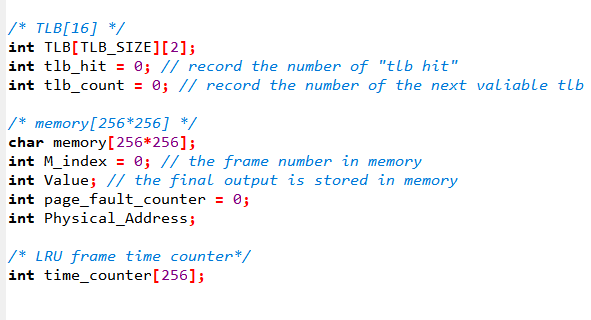 /* TLB[16] */
int TLB[TLB_SIZE][2];
int tlb_hit = 0; // record the number of "tlb hit"
int tlb_count = 0; // record the number of the next valiable tlb
/* memory[256*256] */
char memory[256*256];
int M_index = 0; // the frame number in memory
int Value; // the final output is stored in memory
int page_fault_counter = 0;
int Physical_Address;
/* LRU frame time counter*/
int time_counter[256];